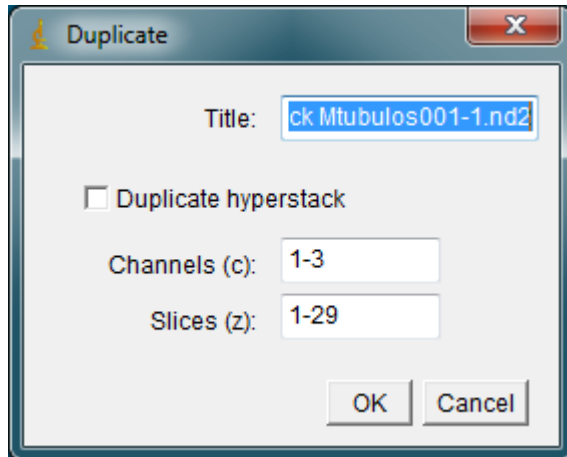 Duplicate
Title: ck Mtubulos001-1.nd2
Duplicate hyperstack
Channels (c): 1-3
Slices (z): 1-29
OK Cancel